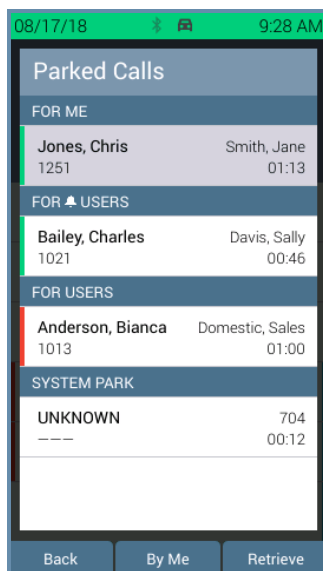 08/17/18 9:28 AM
Parked Calls
FOR ME
Jones, Chris Smith, Jane
1251 01:13
FOR USERS
Bailey, Charles Davis, Sally
1021 00:46
FOR USERS
Anderson, Bianca Domestic, Sales
1013 01:00
SYSTEM PARK
UNKNOWN 704
––– 00:12
Back By Me Retrieve